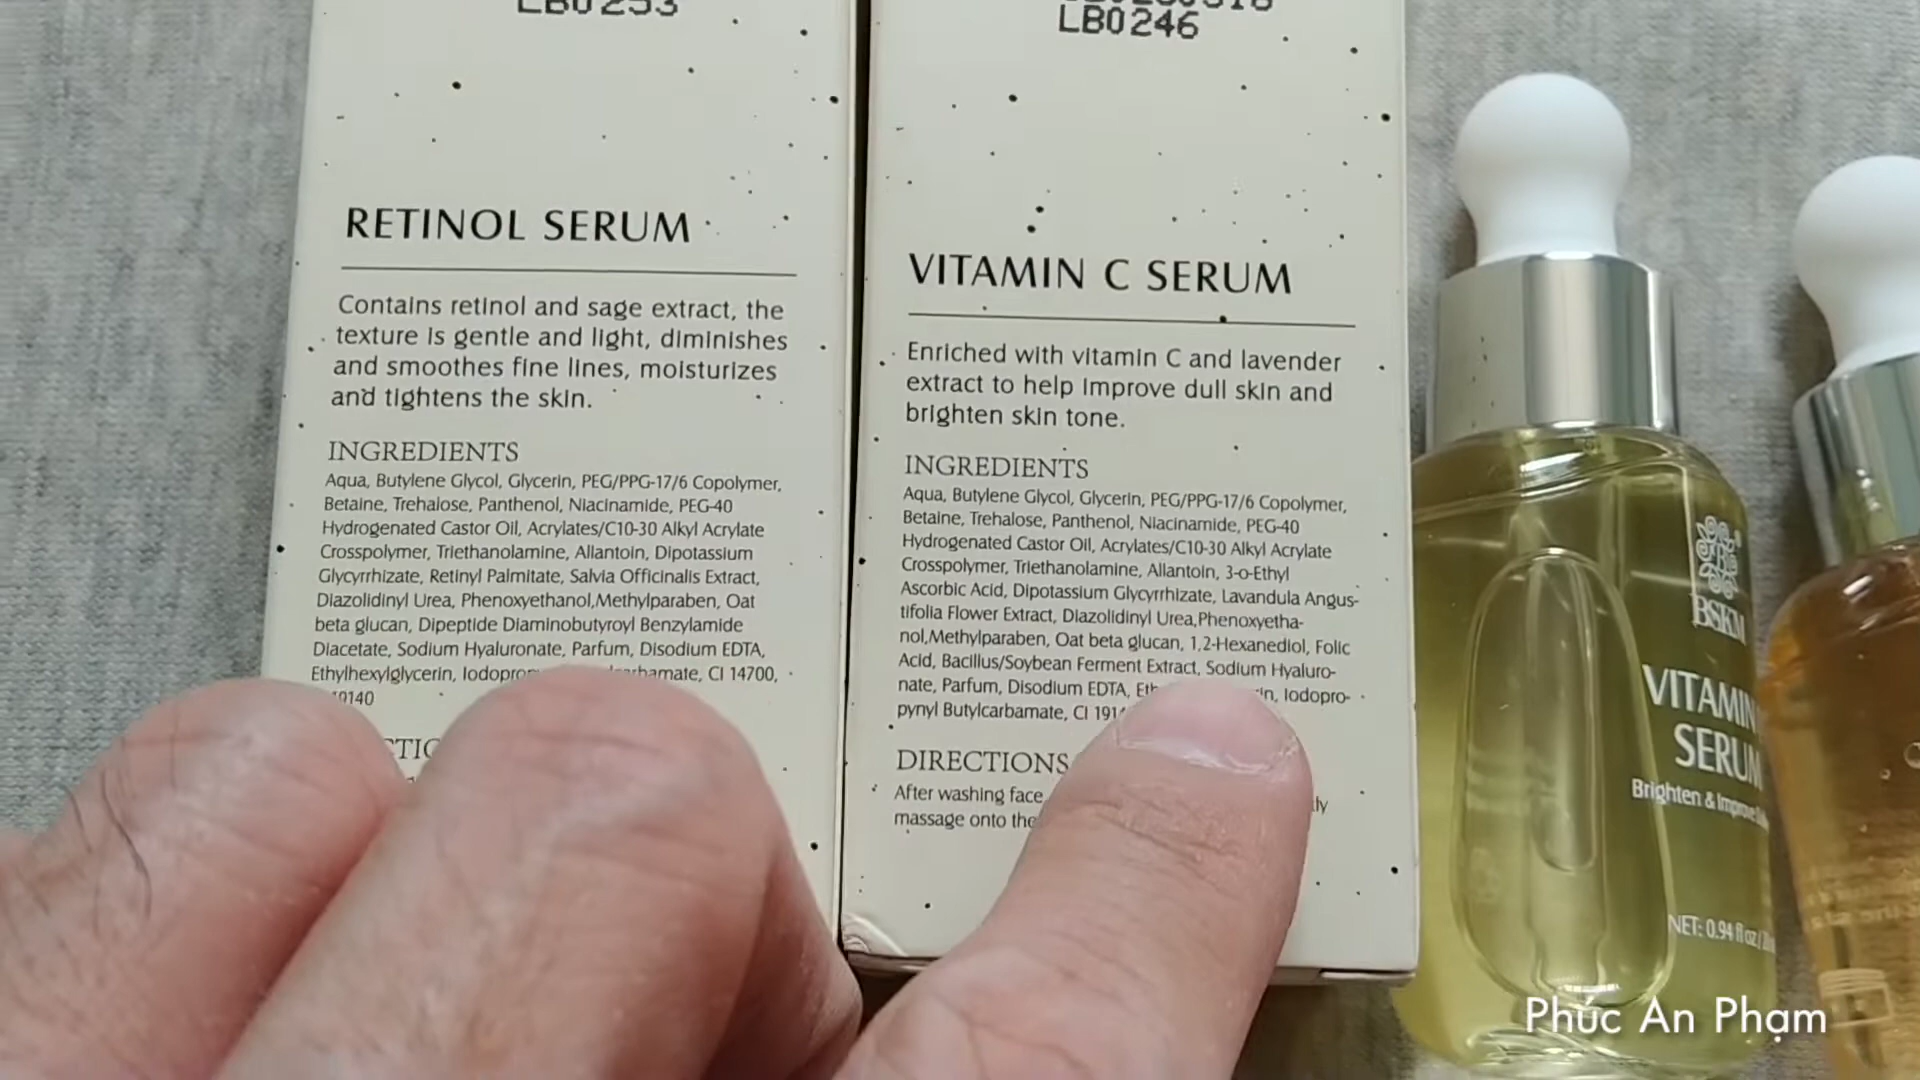 LB0253
LB0246
RETINOL SERUM
Contains retinol and sage extract, the
texture is gentle and light, diminishes
and smoothes fine lines, moisturizes
and tightens the skin.
INGREDIENTS
Aqua, Butylene Glycol, Glycerin, PEG/PPG-17/6 Copolymer,
Betaine, Trehalose, Panthenol, Niacinamide, PEG-40
Hydrogenated Castor Oil, Acrylates/C10-30 Alkyl Acrylate
Crosspolymer, Triethanolamine, Allantoin, Dipotassium
Glycyrrhizate, Retinyl Palmitate, Salvia Officinalis Extract,
Diazolidinyl Urea, Phenoxyethanol,Methylparaben, Oat
beta glucan, Dipeptide Diaminobutyroyl Benzylamide
Diacetate, Sodium Hyaluronate, Parfum, Disodium EDTA,
Ethylhexylglycerin, CI 14700,
VITAMIN C SERUM
Enriched with vitamin C and lavender
extract to help improve dull skin and
brighten skin tone.
INGREDIENTS
Aqua, Butylene Glycol, Glycerin, PEG/PPG-17/6 Copolymer,
Betaine, Trehalose, Panthenol, Niacinamide, PEG-40
Hydrogenated Castor Oil, Acrylates/C10-30 Alkyl Acrylate
Crosspolymer, Triethanolamine, Allantoin, 3-o-Ethyl
Ascorbic Acid, Dipotassium Glycyrrhizate, Lavandula Angus-
tifolia Flower Extract, Diazolidinyl Urea,Phenoxyetha-
nol,Methylparaben, Oat beta glucan, 1,2-Hexanediol, Folic
Acid, Bacillus/Soybean Ferment Extract, Sodium Hyaluro-
nate, Parfum, Disodium EDTA, Iodopro-
pynyl Butylcarbamate, CI
DIRECTIONS
After washing face
massage onto the
BSKM
VITAMIN
SERUM
Brighten & Improve
NET: 0.94 fl oz/
Phúc An Phạm